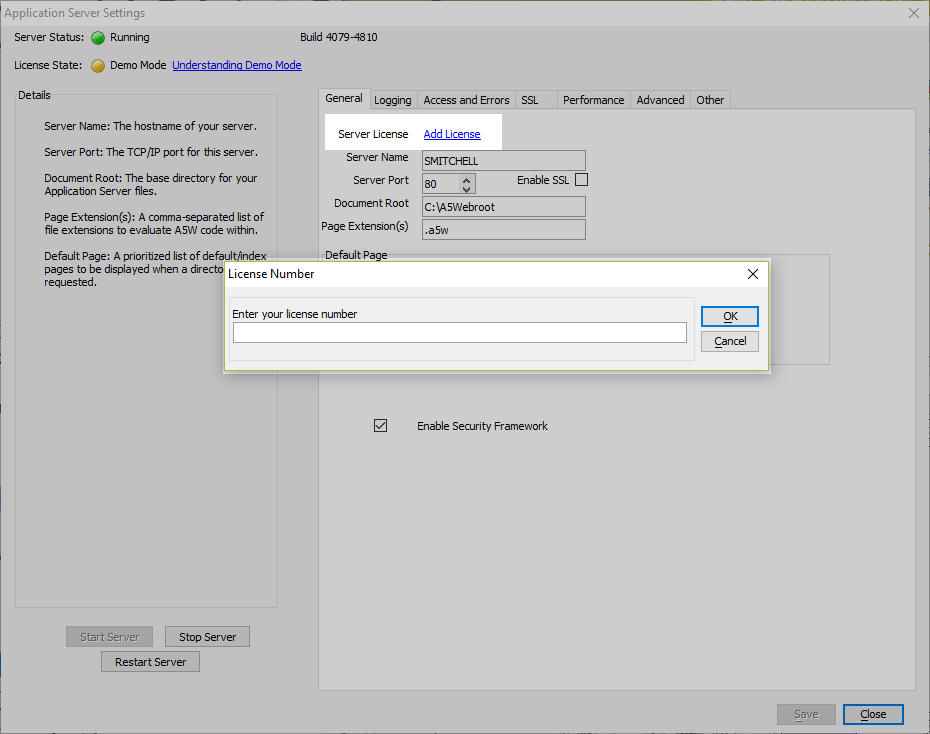 Application Server Settings
Server Status: Running
Build 4079-4810
License State: Demo Mode Understanding Demo Mode
Details
Server Name: The hostname of your server.
Server Port: The TCP/IP port for this server.
Document Root: The base directory for your
Application Server files.
Page Extension(s): A comma-separated list of
file extensions to evaluate A5W code within.
Default Page: A prioritized list of default/index
pages to be displayed when a directo
requested.
General Logging Access and Errors SSL Performance Advanced Other
Server License Add License
Server Name SMITCHELL
Server Port 80 Enable SSL
Document Root C:\A5Webroot
Page Extension(s) .a5w
Default Page
License Number
Enter your license number
OK
Cancel
Enable Security Framework
Start Server Stop Server
Restart Server
Save Close